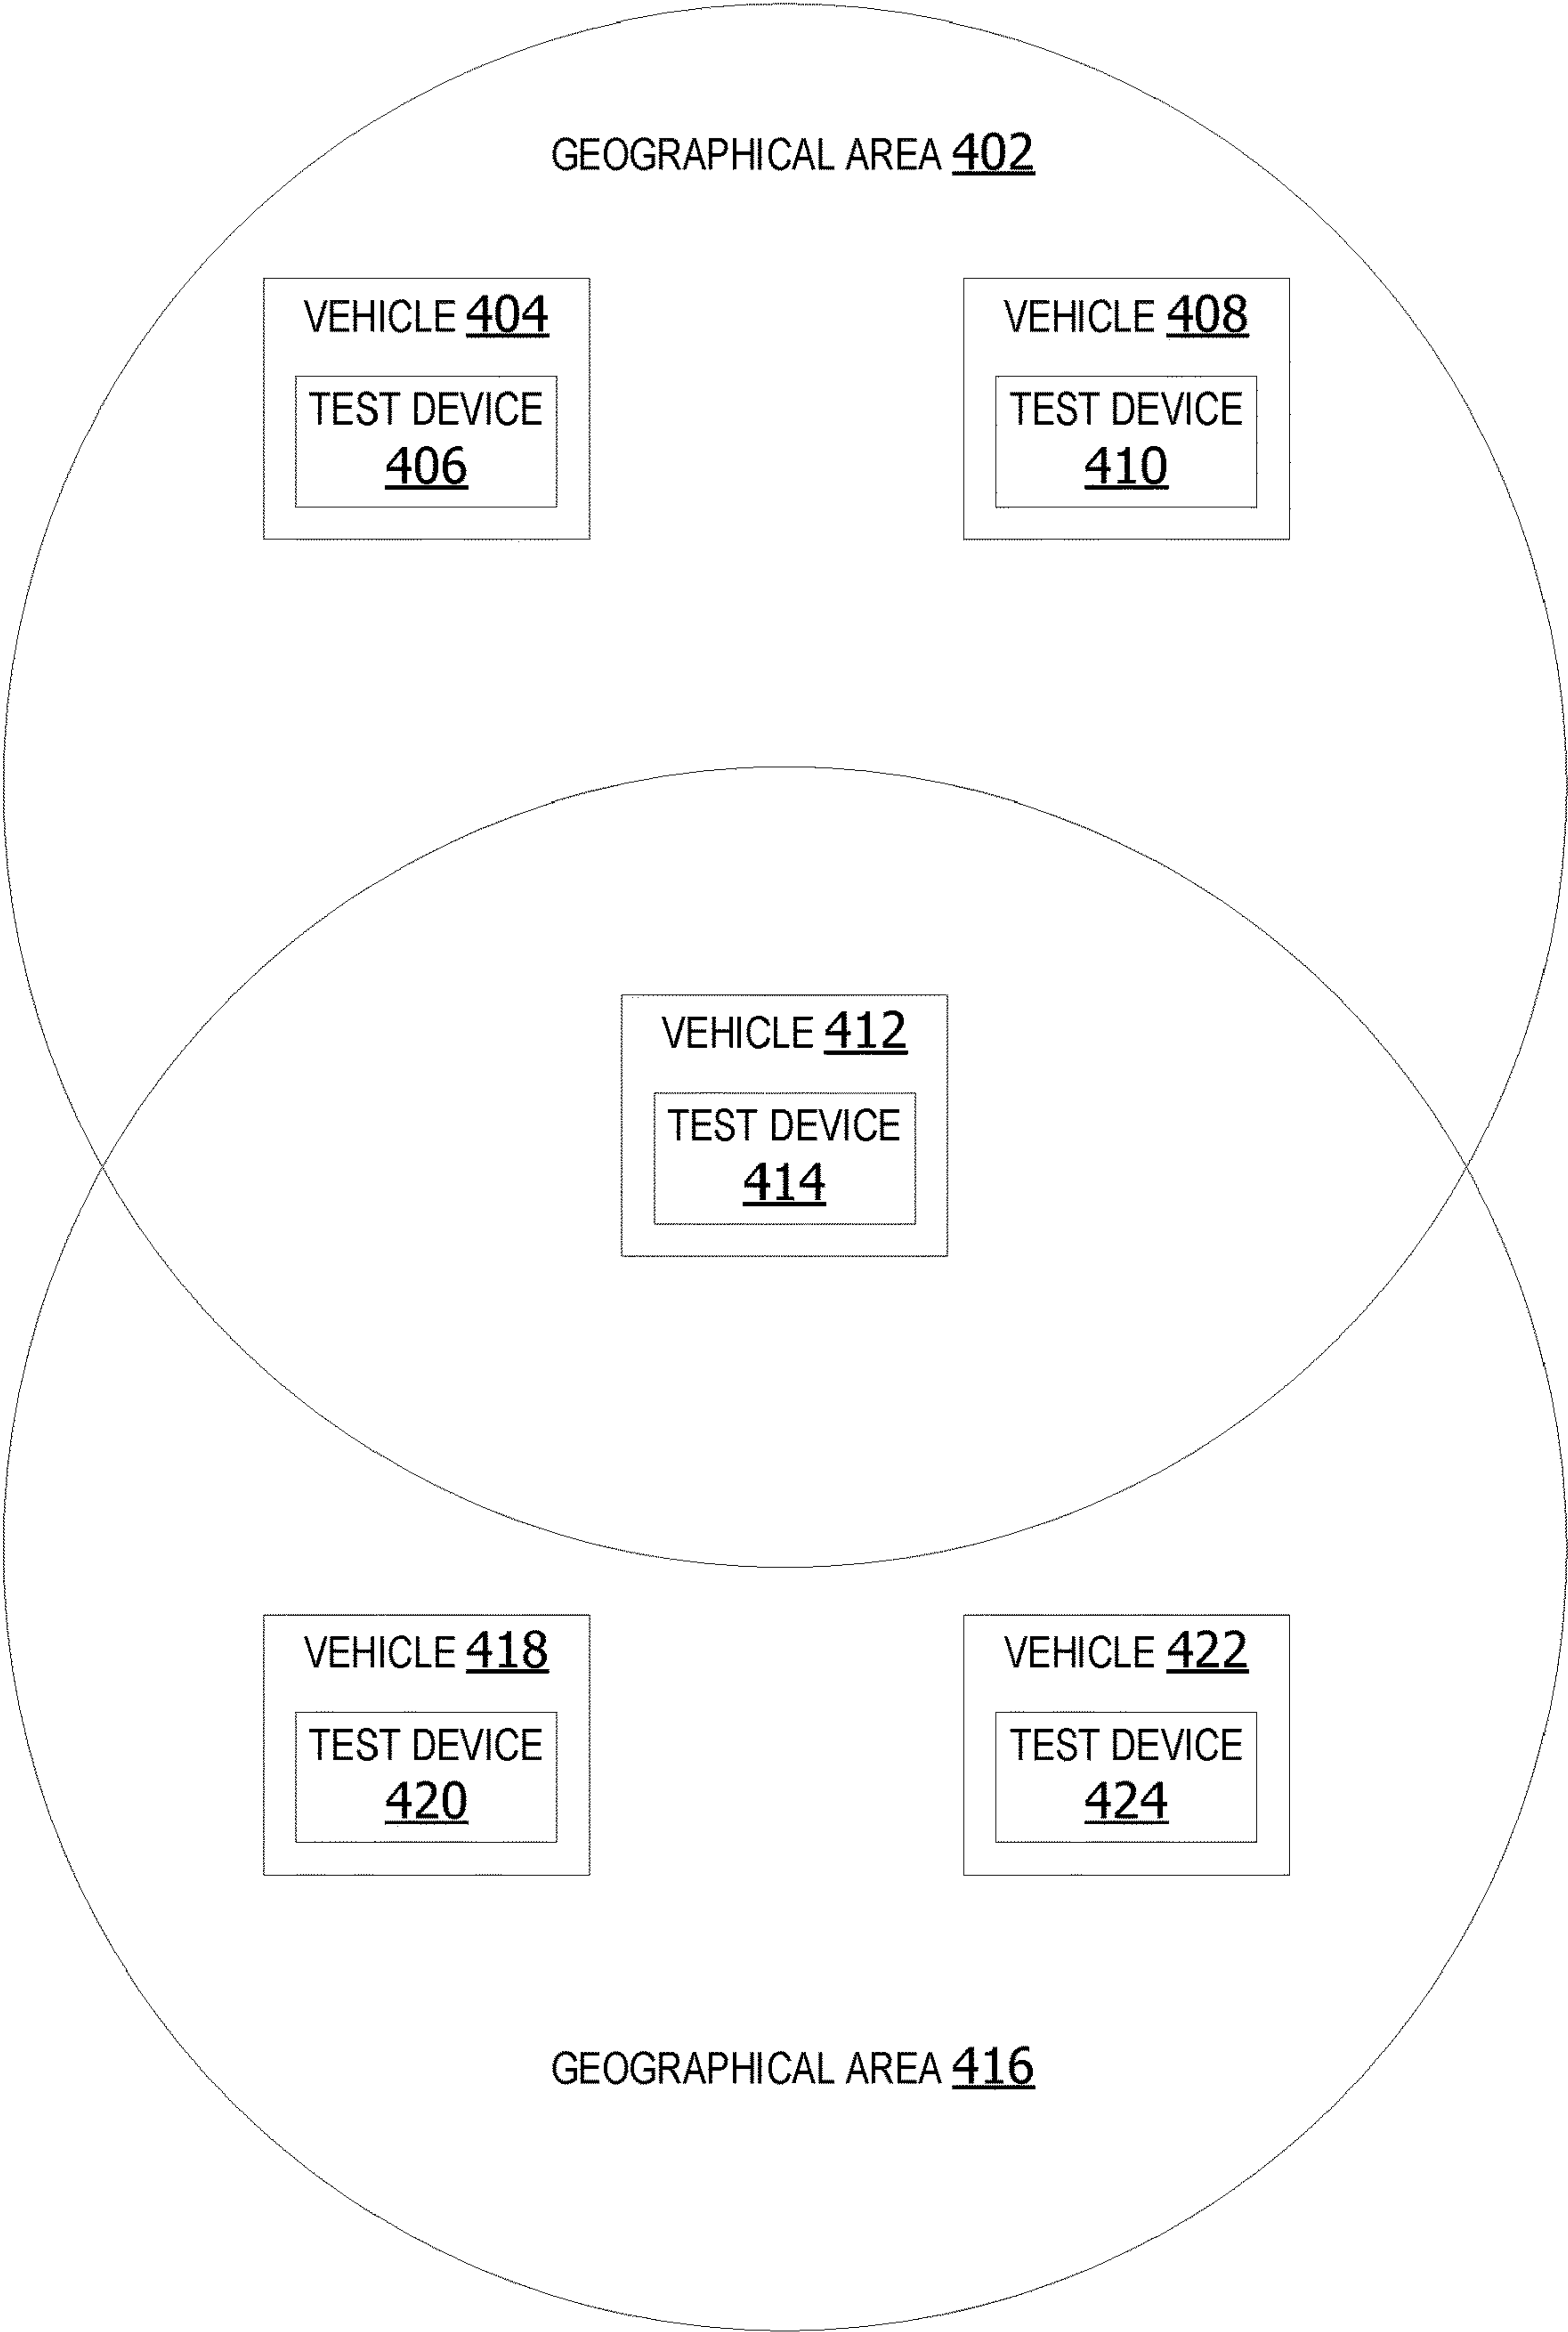 GEOGRAPHICAL AREA 402
VEHICLE 404
TEST DEVICE
406
VEHICLE 408
TEST DEVICE
410
VEHICLE 412
TEST DEVICE
414
VEHICLE 418
TEST DEVICE
420
VEHICLE 422
TEST DEVICE
424
GEOGRAPHICAL AREA 416